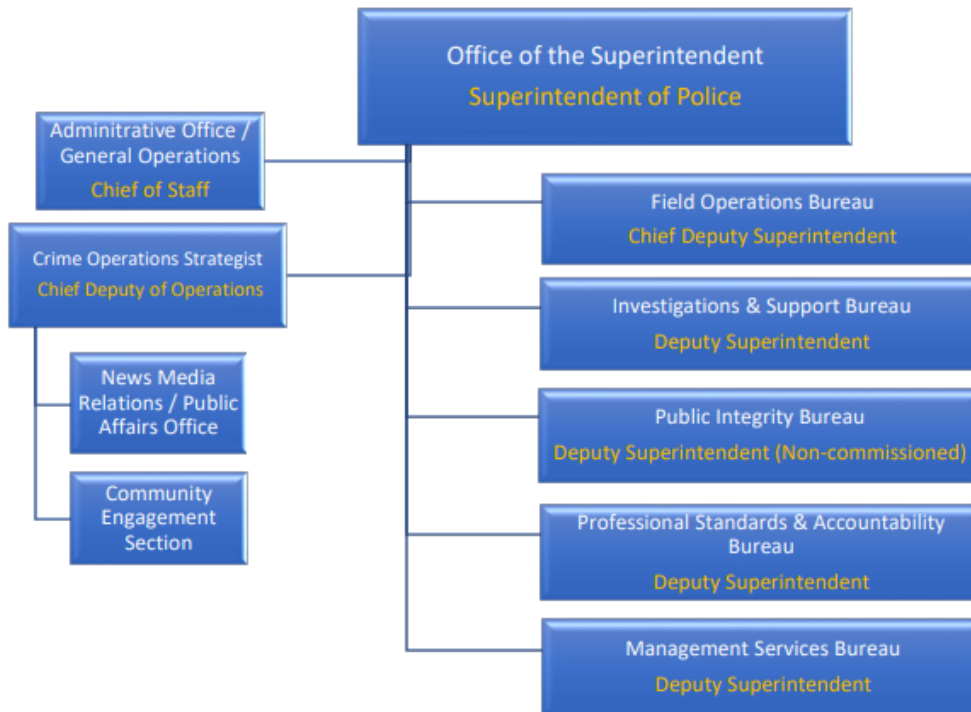 Office of the Superintendent
Superintendent of Police
Adminitrative Office /
General Operations
Chief of Staff
Crime Operations Strategist
Chief Deputy of Operations
News Media
Relations / Public
Affairs Office
Community
Engagement
Section
Field Operations Bureau
Chief Deputy Superintendent
Investigations & Support Bureau
Deputy Superintendent
Public Integrity Bureau
Deputy Superintendent (Non-commissioned)
Professional Standards & Accountability
Bureau
Deputy Superintendent
Management Services Bureau
Deputy Superintendent